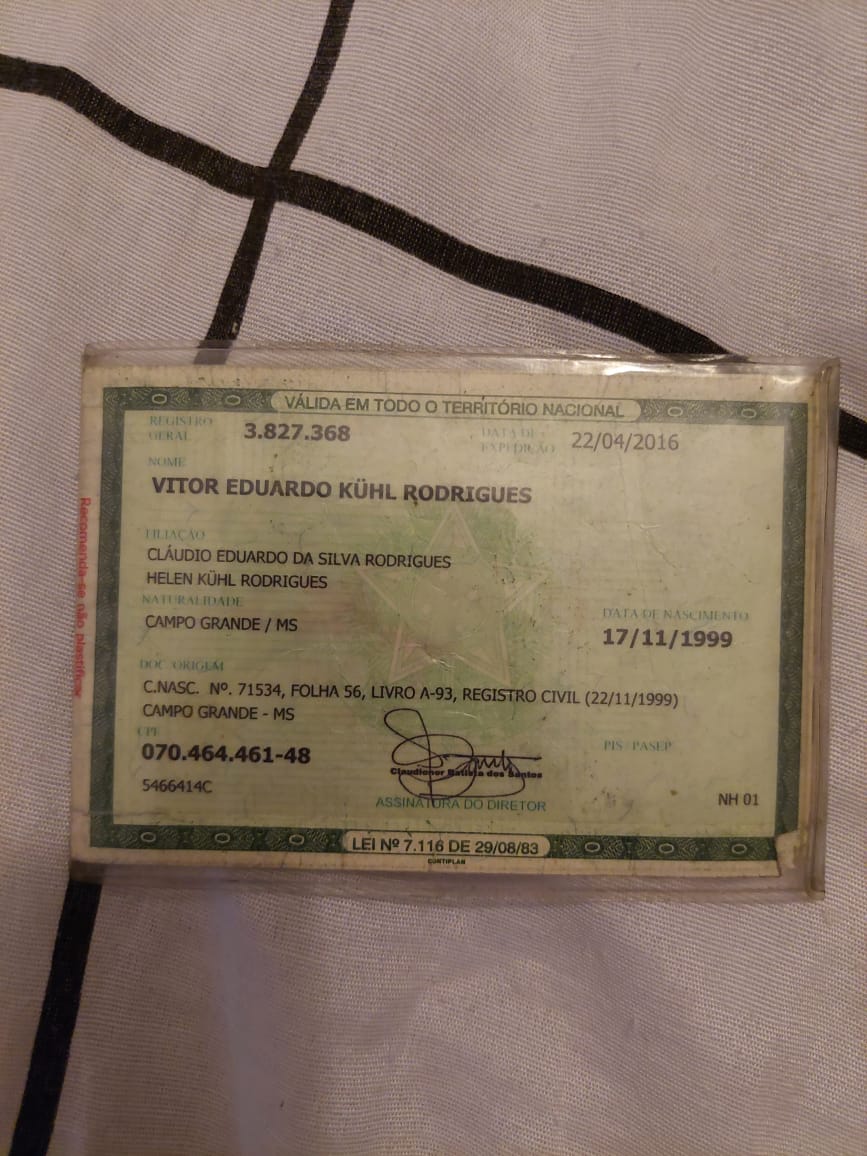 VÁLIDA EM TODO O TERRITÓRIO NACIONAL
REGISTRO GERAL 3.827.368 DATA DE EXPEDIÇÃO 22/04/2016
NOME
VITOR EDUARDO KÜHL RODRIGUES
FILIAÇÃO
CLÁUDIO EDUARDO DA SILVA RODRIGUES
HELEN KÜHL RODRIGUES
NATURALIDADE DATA DE NASCIMENTO
CAMPO GRANDE / MS 17/11/1999
DOC ORIGEM
C.NASC. Nº. 71534, FOLHA 56, LIVRO A-93, REGISTRO CIVIL (22/11/1999)
CAMPO GRANDE - MS
CPF PIS / PASEP
070.464.461-48
Claudionor Batista dos Santos
5466414C NH 01
ASSINATURA DO DIRETOR
LEI Nº 7.116 DE 29/08/83
CONTIPLAN
Recomenda-se não plastificar